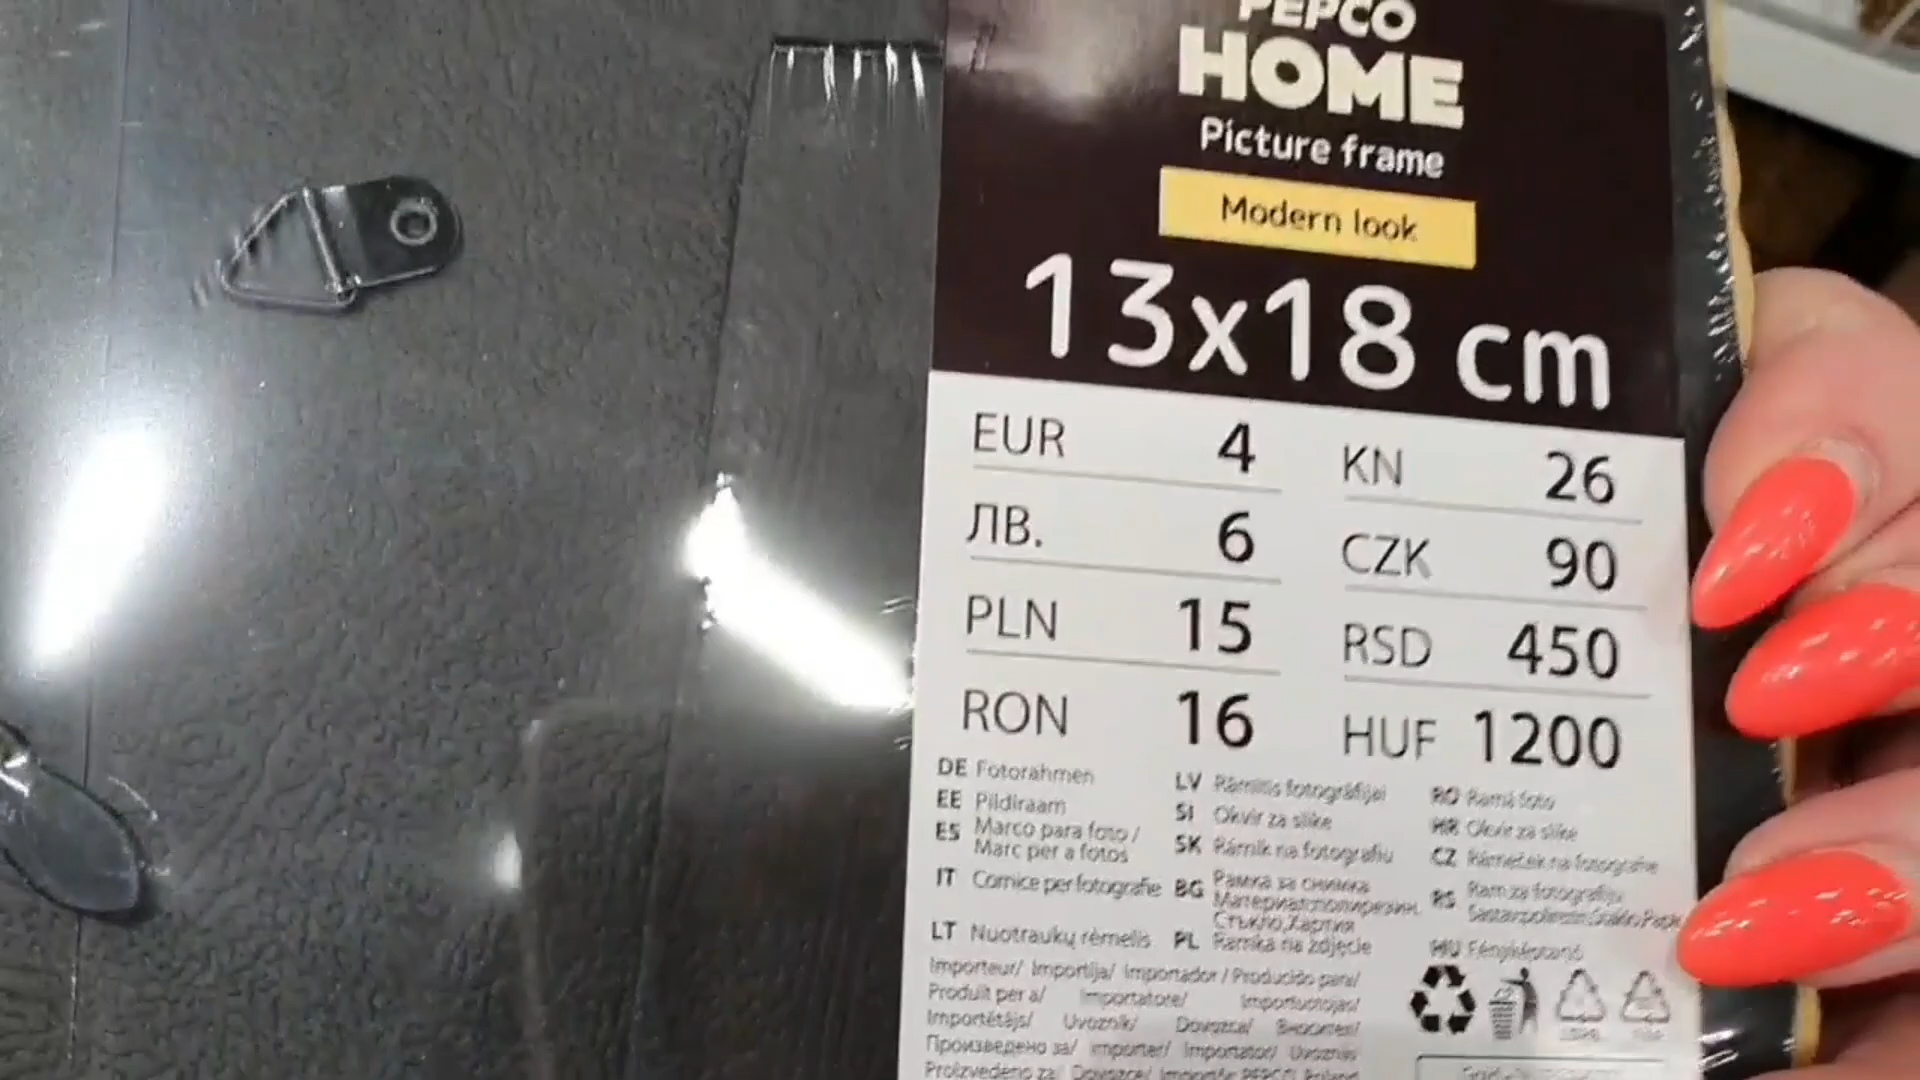 PEPCO
HOME
Picture frame
Modern look
13x18 cm
EUR 4 KN 26
ЛВ. 6 CZK 90
PLN 15 RSD 450
RON 16 HUF 1200
DE Fotorahmen
EE Pildiraam
ES Marco para foto /
Marc per a fotos
IT Cornice per fotografie
LT Nuotraukų rėmelis
LV Rāmītis fotogrāfijai
SI Okvir za slike
SK Rámik na fotografiu
BG Рамка за снимка
Стъкло, Хартия
PL Ramka na zdjęcie
RO Ramă foto
HR Okvir za slike
CZ Rámeček na fotografie
RS Ram za fotografiju
HU Fényképtartó
Importeur/ Importija/ Importador / Producido para/
Produit per a/ Importatore/ Importuotojas/
Importētājs/ Uvoznik/ Dovozca/ Вносител/
Произведено за/ Importer/ Importator/ Uvoznik
Proizvedeno za/ Dovozce/